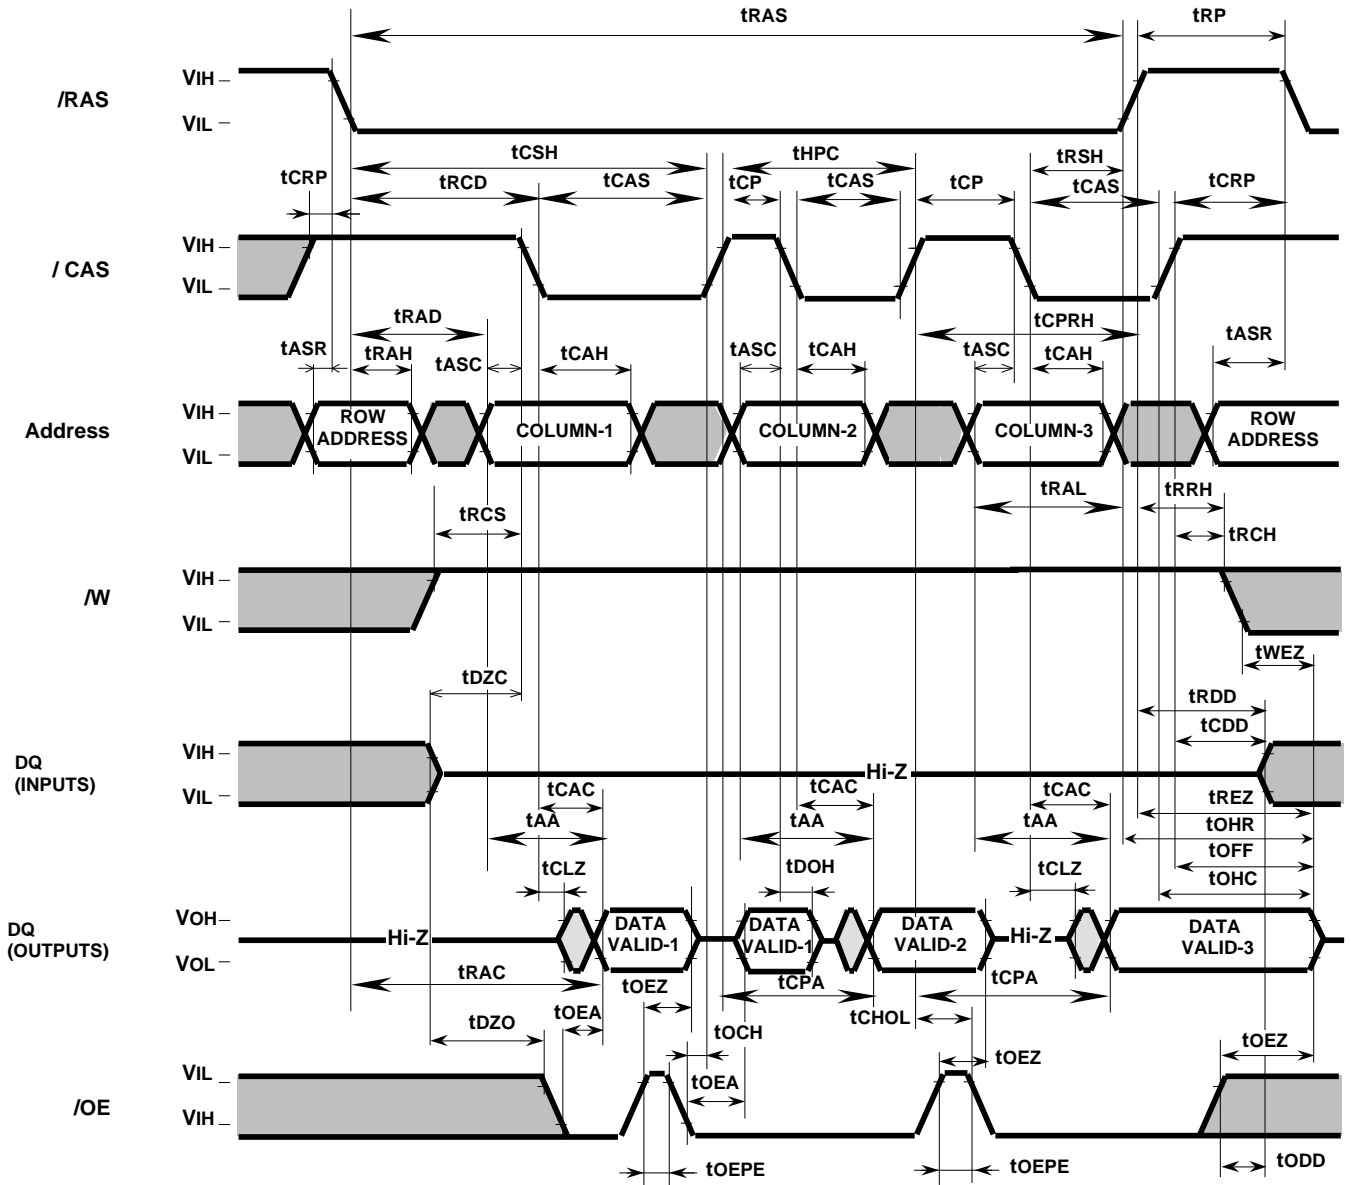 tRAS
tRP
/RAS
VIH
VIL
tCSH
tHPC
tRSH
tCRP
tRCD
tCAS
tCP
tCAS
tCP
tCAS
tCRP
/ CAS
VIH
VIL
tRAD
tCPRH
tASR
tRAH
tASC
tCAH
tASC
tCAH
tASC
tCAH
tASR
Address
VIH
VIL
ROW
ADDRESS
COLUMN-1
COLUMN-2
COLUMN-3
ROW
ADDRESS
tRAL
tRRH
tRCS
tRCH
/W
VIH
VIL
tWEZ
tDZC
tRDD
tCDD
DQ
(INPUTS)
VIH
VIL
Hi-Z
tCAC
tCAC
tCAC
tREZ
tAA
tAA
tAA
tOHR
tCLZ
tDOH
tCLZ
tOFF
tOHC
DQ
(OUTPUTS)
VOH
VOL
Hi-Z
DATA
VALID-1
DATA
VALID-1
DATA
VALID-2
Hi-Z
DATA
VALID-3
tRAC
tOEZ
tCPA
tCPA
tDZO
tOEA
tOCH
tCHOL
tOEZ
tOEZ
tOEA
/OE
VIL
VIH
tOEPE
tOEPE
tODD